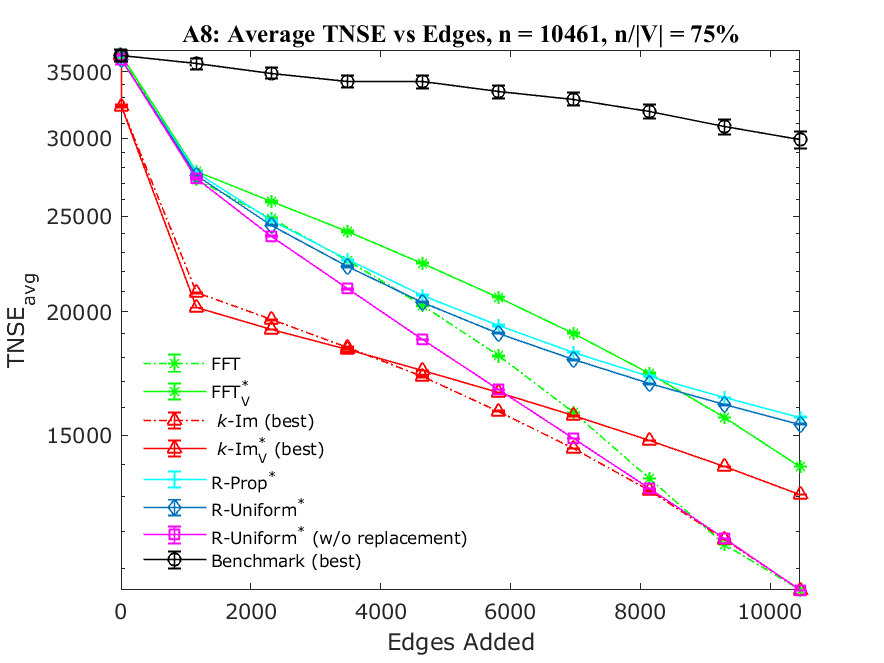 A8: Average TNSE vs Edges, n = 10461, n/|V| = 75%
35000
30000
25000
20000
15000
TNSE_avg
FFT
FFT*_V
k-Im (best)
k-Im*_V (best)
R-Prop*
R-Uniform*
R-Uniform* (w/o replacement)
Benchmark (best)
0 2000 4000 6000 8000 10000
Edges Added